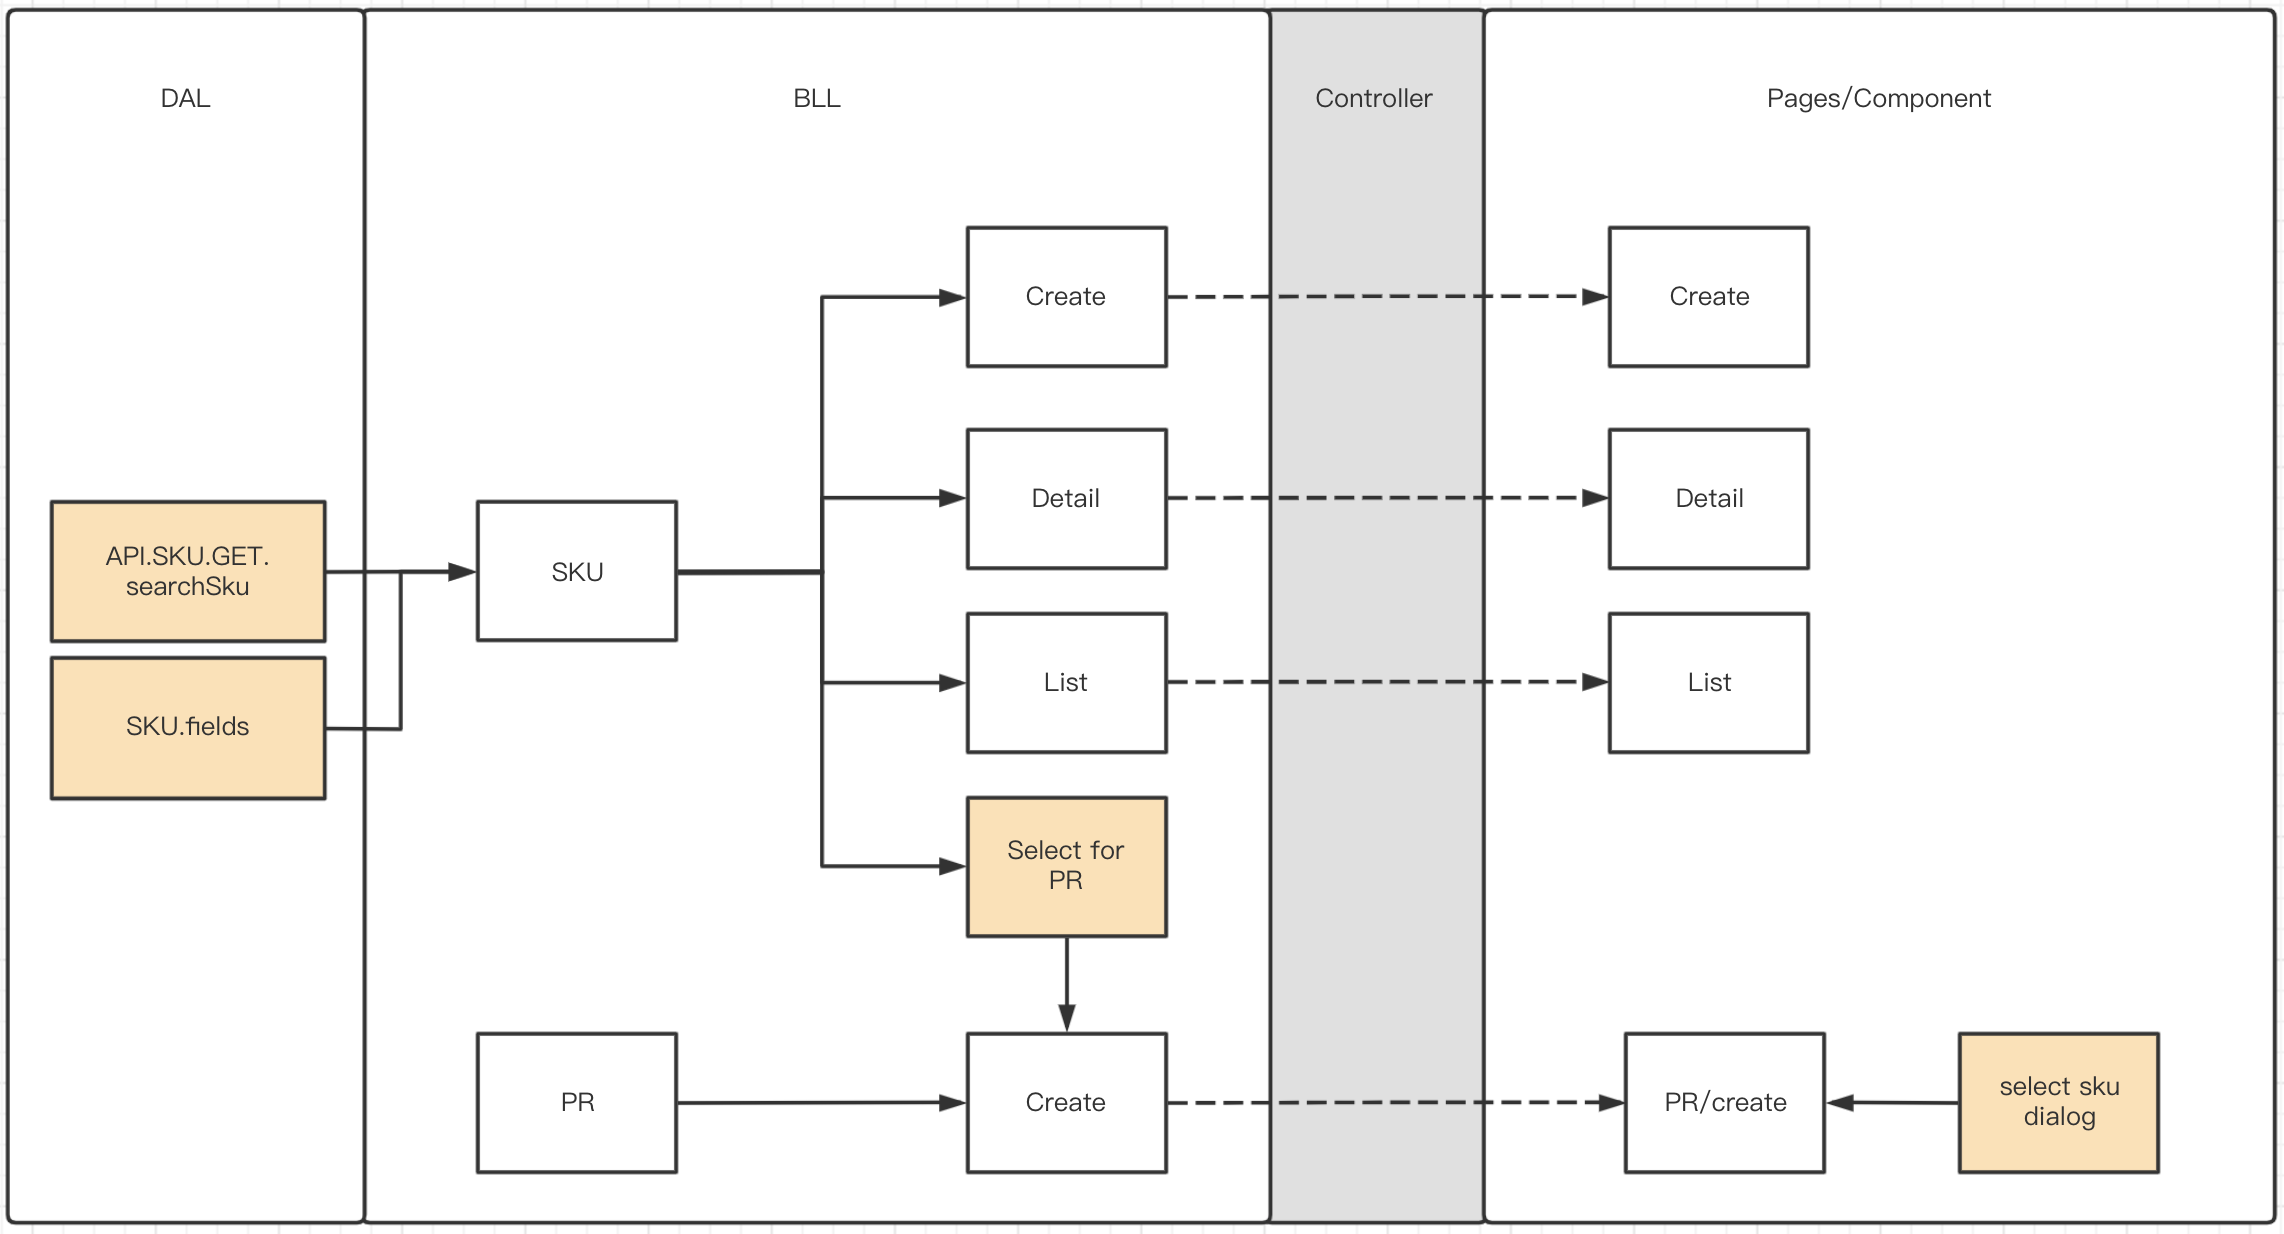 DAL
BLL
Controller
Pages/Component
Create
Create
Detail
Detail
API.SKU.GET.
searchSku
SKU
List
List
SKU.fields
Select for
PR
PR
Create
PR/create
select sku
dialog